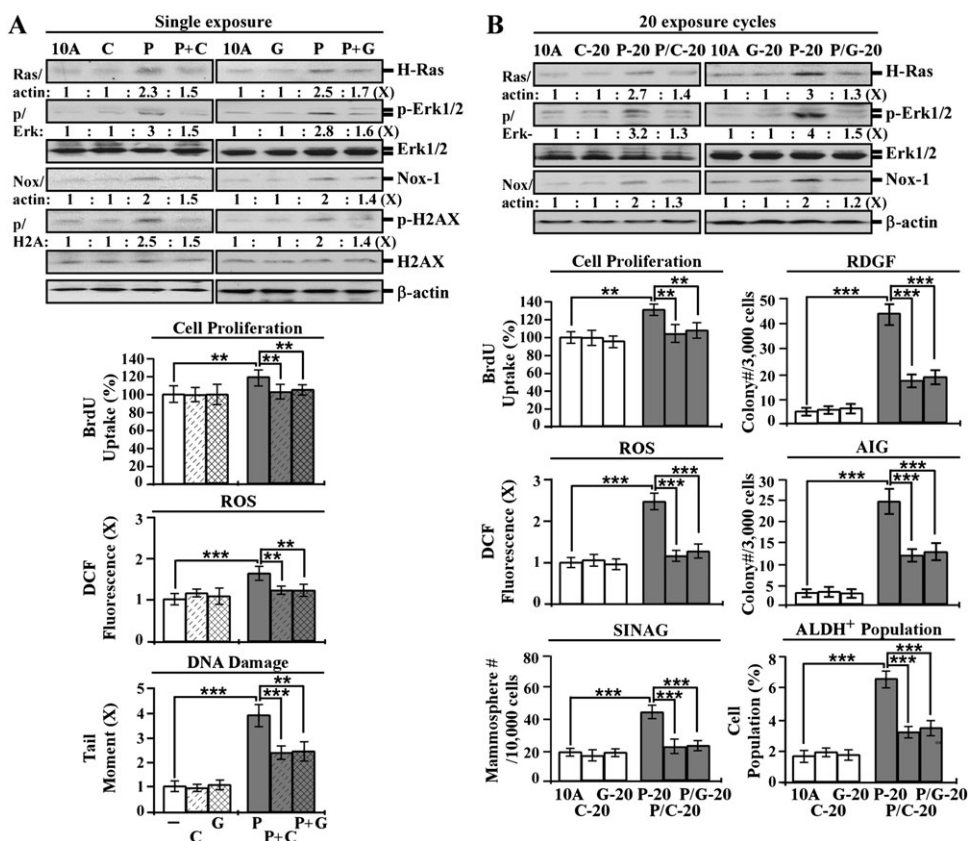 A
Single exposure
10A C P P+C 10A G P P+G
H-Ras
Ras/
actin: 1 : 1 : 2.3 : 1.5 1 : 1 : 2.5 : 1.7 (X)
p-Erk1/2
p/
Erk: 1 : 1 : 3 : 1.5 1 : 1 : 2.8 : 1.6 (X)
Erk1/2
Nox/
Nox-1
actin: 1 : 1 : 2 : 1.5 1 : 1 : 2 : 1.4 (X)
p/
p-H2AX
H2A: 1 : 1 : 2.5 : 1.5 1 : 1 : 2 : 1.4 (X)
H2AX
β-actin
Cell Proliferation
** ** **
BrdU
Uptake (%)
140
120
100
80
60
40
20
0
ROS
*** ** **
DCF
Fluorescence (X)
3
2
1
0
DNA Damage
*** *** **
Tail
Moment (X)
5
4
3
2
1
0
– G P P+G
C P+C
B
20 exposure cycles
10A C-20 P-20 P/C-20 10A G-20 P-20 P/G-20
H-Ras
Ras/
actin: 1 : 1 : 2.7 : 1.4 1 : 1 : 3 : 1.3 (X)
p-Erk1/2
p/
Erk- 1 : 1 : 3.2 : 1.3 1 : 1 : 4 : 1.5 (X)
Erk1/2
Nox/
Nox-1
actin: 1 : 1 : 2 : 1.3 1 : 1 : 2 : 1.2 (X)
β-actin
Cell Proliferation
** ** **
BrdU
Uptake (%)
140
120
100
80
60
40
20
0
RDGF
*** *** ***
Colony#/3,000 cells
50
40
30
20
10
0
ROS
*** *** ***
DCF
Fluorescence (X)
3
2
1
0
AIG
*** *** ***
Colony#/3,000 cells
30
25
20
15
10
5
0
SINAG
*** *** ***
Mammosphere #
/10,000 cells
80
60
40
20
0
10A G-20 P-20 P/G-20
C-20 P/C-20
ALDH⁺ Population
*** *** ***
Cell
Population (%)
8
6
4
2
0
10A G-20 P-20 P/G-20
C-20 P/C-20